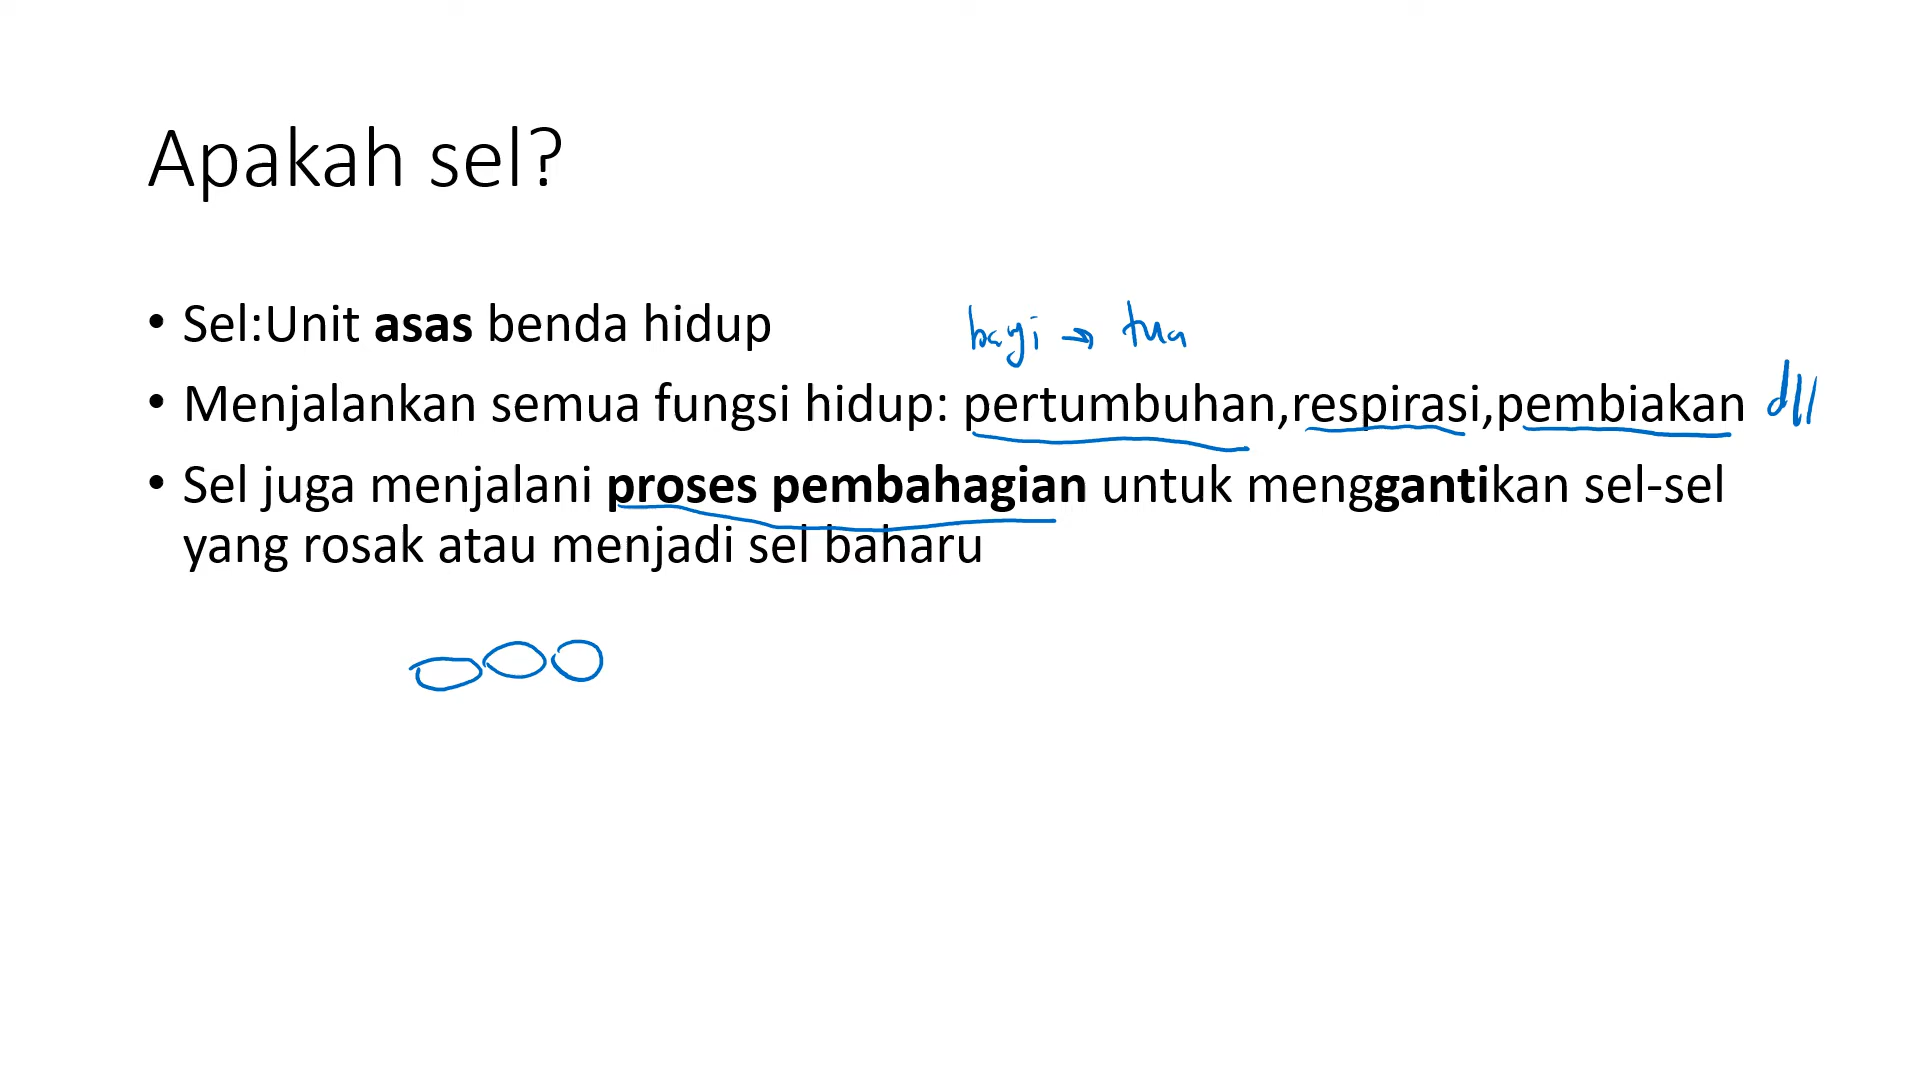 Apakah sel?
• Sel:Unit asas benda hidup
bayi → tua
• Menjalankan semua fungsi hidup: pertumbuhan,respirasi,pembiakan dll
• Sel juga menjalani proses pembahagian untuk menggantikan sel-sel
yang rosak atau menjadi sel baharu